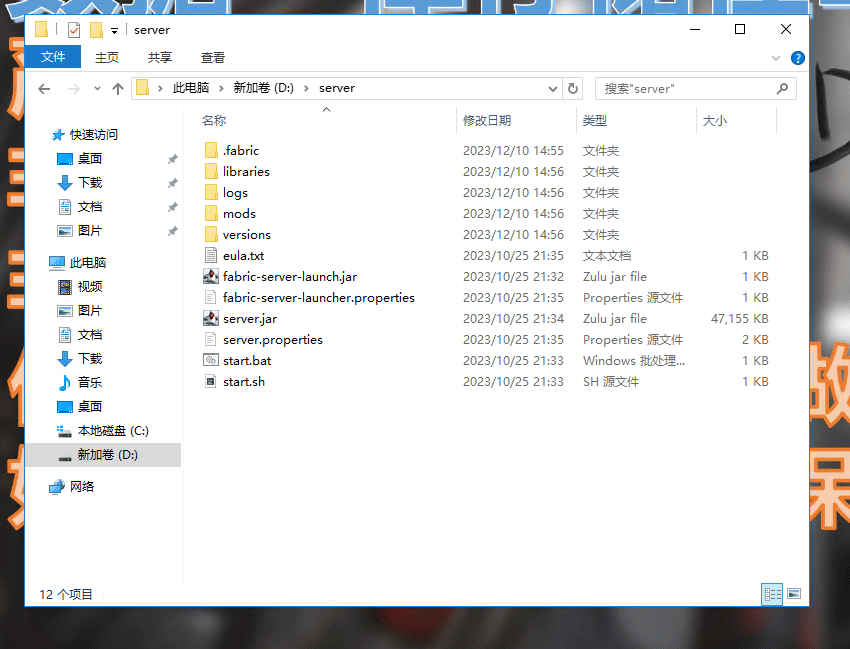 server
文件 主页 共享 查看
此电脑 新加卷 (D:) server 搜索"server"
名称 修改日期 类型 大小
快速访问
桌面
下载
文档
图片
此电脑
视频
图片
文档
下载
音乐
桌面
本地磁盘 (C:)
新加卷 (D:)
网络
.fabric 2023/12/10 14:55 文件夹
libraries 2023/12/10 14:56 文件夹
logs 2023/12/10 14:56 文件夹
mods 2023/12/10 14:56 文件夹
versions 2023/12/10 14:56 文件夹
eula.txt 2023/10/25 21:35 文本文档 1 KB
fabric-server-launch.jar 2023/10/25 21:32 Zulu jar file 1 KB
fabric-server-launcher.properties 2023/10/25 21:35 Properties 源文件 1 KB
server.jar 2023/10/25 21:34 Zulu jar file 47,155 KB
server.properties 2023/10/25 21:35 Properties 源文件 2 KB
start.bat 2023/10/25 21:33 Windows 批处理... 1 KB
start.sh 2023/10/25 21:33 SH 源文件 1 KB
12 个项目